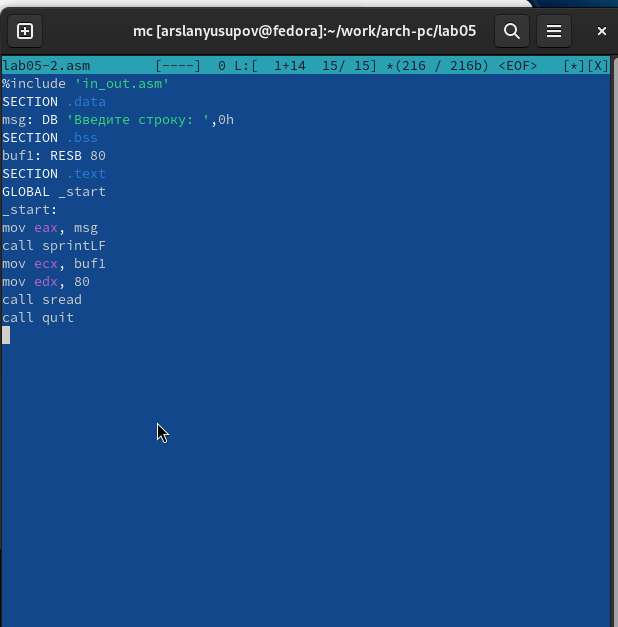 mc [arslanyusupov@fedora]:~/work/arch-pc/lab05
lab05-2.asm [----] 0 L:[ 1+14 15/ 15] *(216 / 216b) <EOF> [*][X]
%include 'in_out.asm'
SECTION .data
msg: DB 'Введите строку: ',0h
SECTION .bss
buf1: RESB 80
SECTION .text
GLOBAL _start
_start:
mov eax, msg
call sprintLF
mov ecx, buf1
mov edx, 80
call sread
call quit